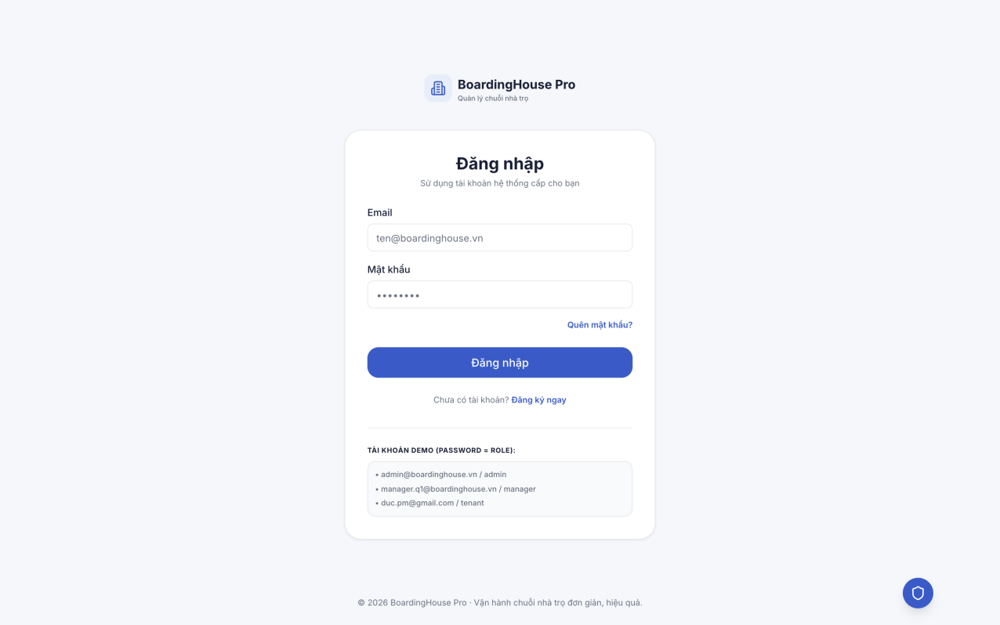 BoardingHouse Pro
Quản lý chuỗi nhà trọ
Đăng nhập
Sử dụng tài khoản hệ thống cấp cho bạn
Email
ten@boardinghouse.vn
Mật khẩu
••••••••
Quên mật khẩu?
Đăng nhập
Chưa có tài khoản? Đăng ký ngay
TÀI KHOẢN DEMO (PASSWORD = ROLE):
• admin@boardinghouse.vn / admin
• manager.q1@boardinghouse.vn / manager
• duc.pm@gmail.com / tenant
© 2026 BoardingHouse Pro · Vận hành chuỗi nhà trọ đơn giản, hiệu quả.